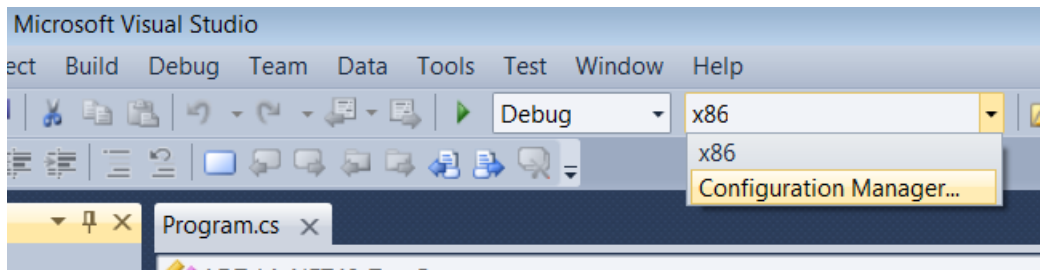 Microsoft Visual Studio
ect Build Debug Team Data Tools Test Window Help
Debug x86
x86
Configuration Manager...
Program.cs